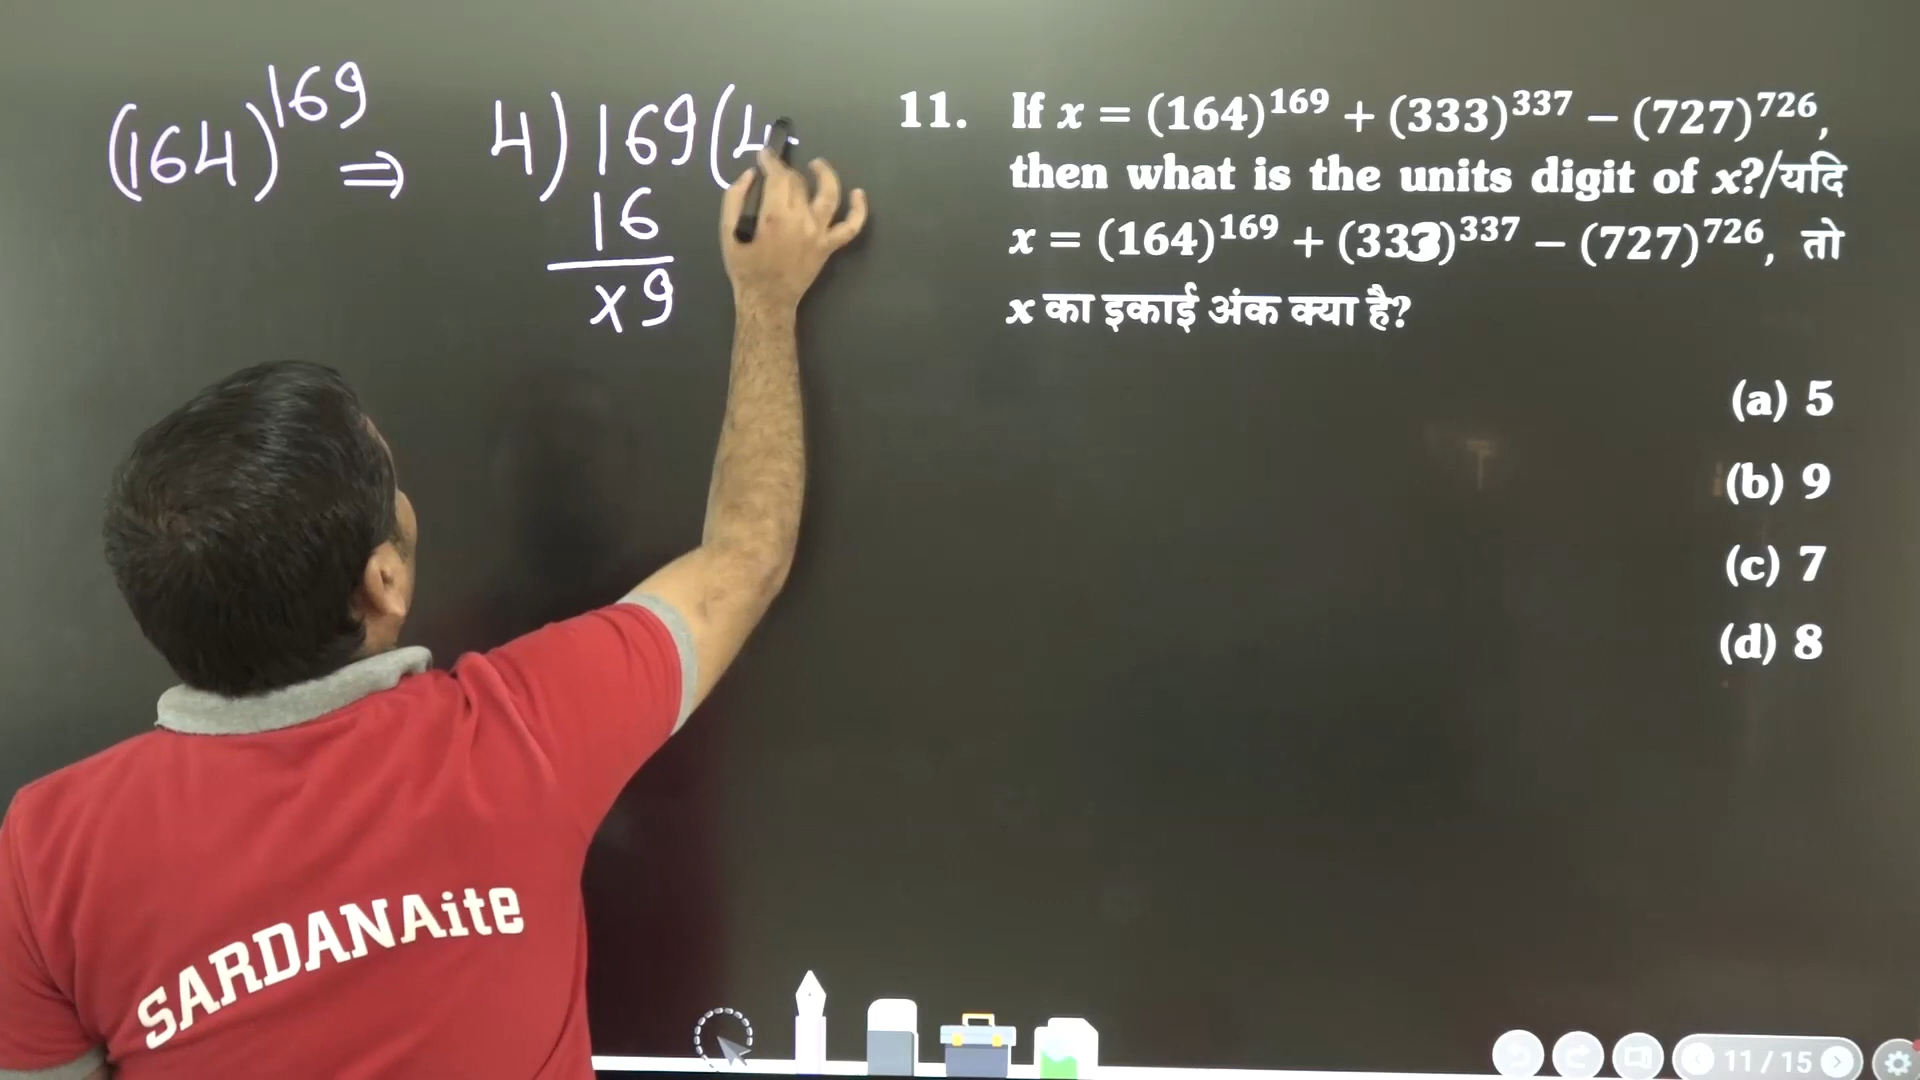 (164)^169 ⇒ 4) 169 (4
16
x9
11. If x = (164)^169 + (333)^337 − (727)^726,
then what is the units digit of x?/यदि
x = (164)^169 + (333)^337 − (727)^726, तो
x का इकाई अंक क्या है?
(a) 5
(b) 9
(c) 7
(d) 8
SARDANAite
11 / 15